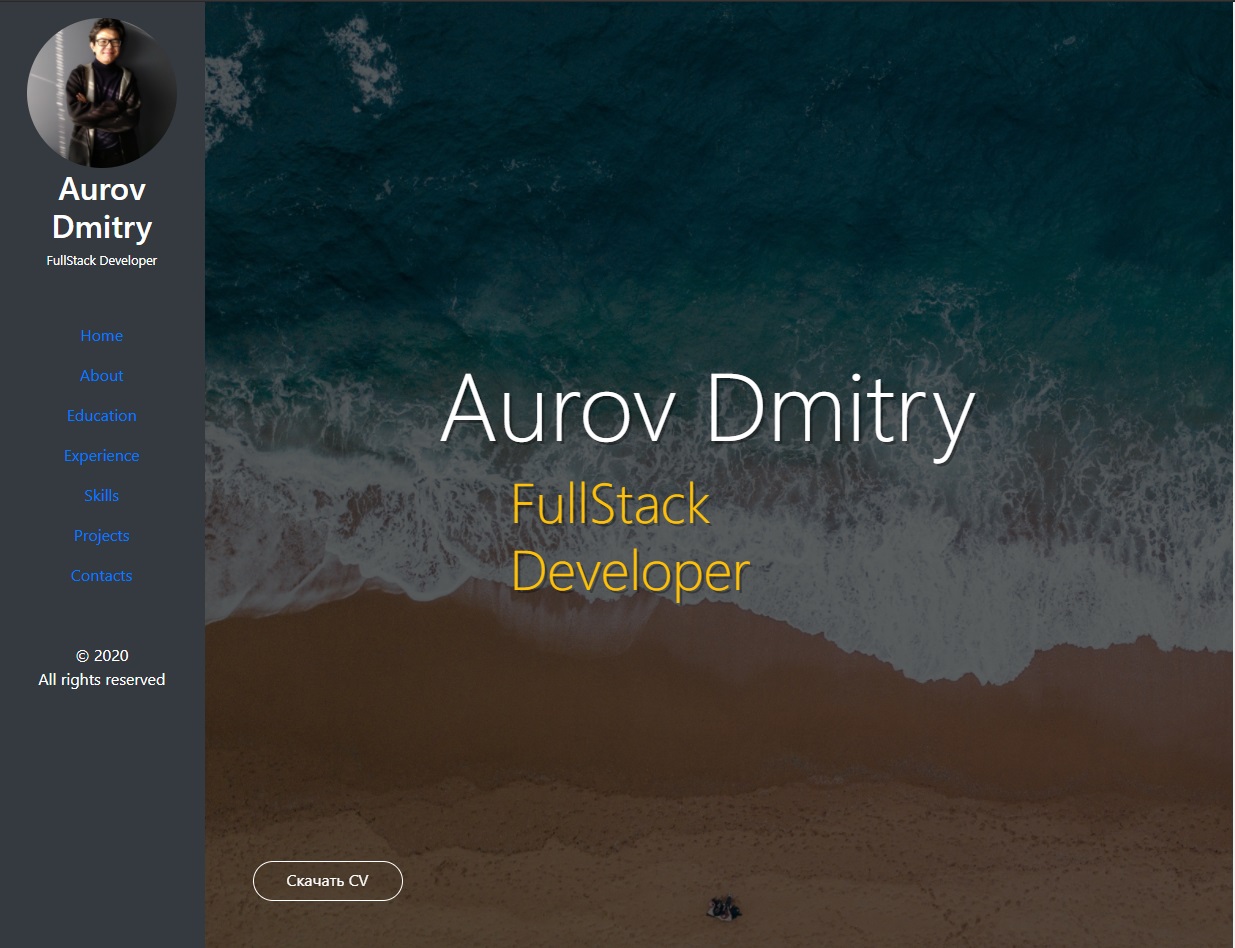 Aurov
Dmitry
FullStack Developer
Home
About
Education
Experience
Skills
Projects
Contacts
© 2020
All rights reserved
Aurov Dmitry
FullStack
Developer
Скачать CV